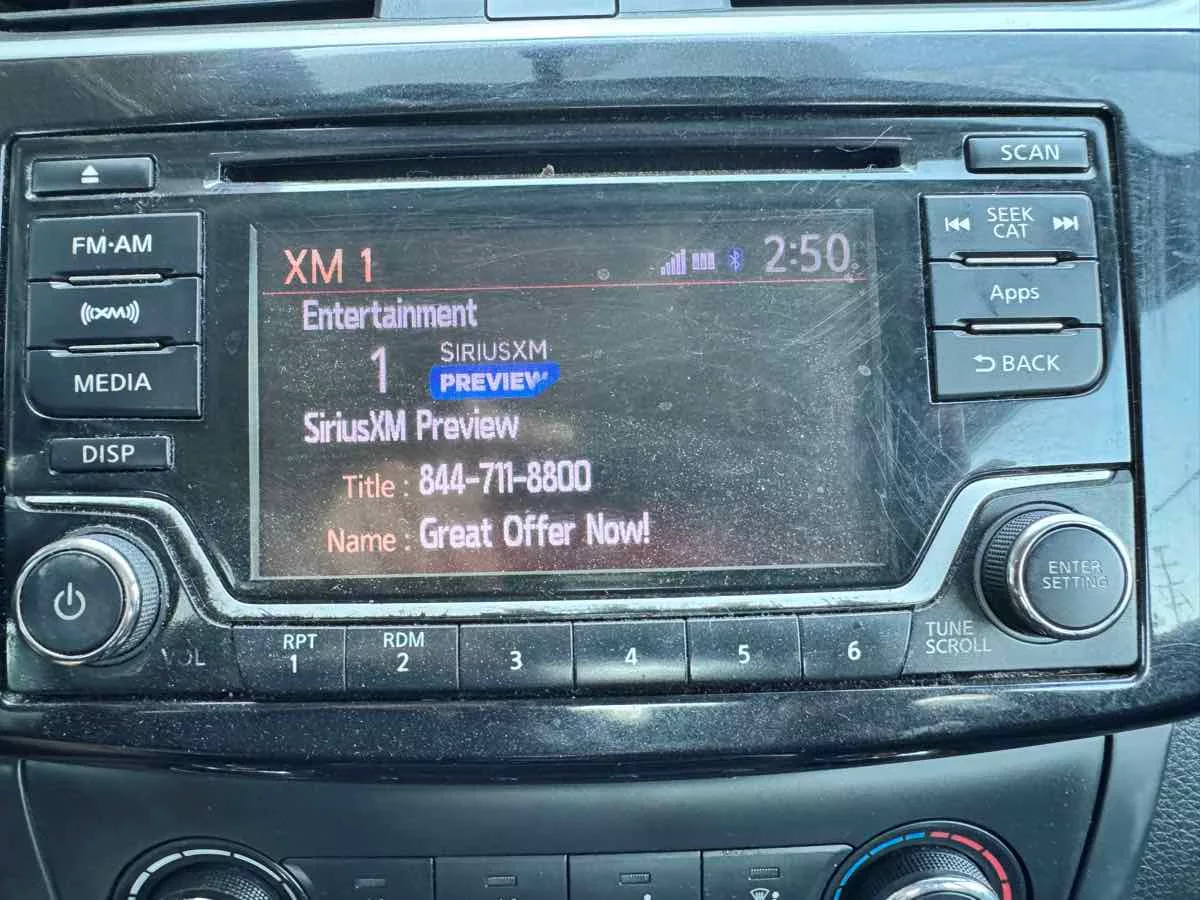 SCAN
FM·AM
XM
MEDIA
DISP
VOL
XM 1
2:50
Entertainment
1
SIRIUSXM
PREVIEW
SiriusXM Preview
Title : 844-711-8800
Name : Great Offer Now!
SEEK
CAT
Apps
BACK
ENTER
SETTING
TUNE
SCROLL
RPT
1
RDM
2
3
4
5
6